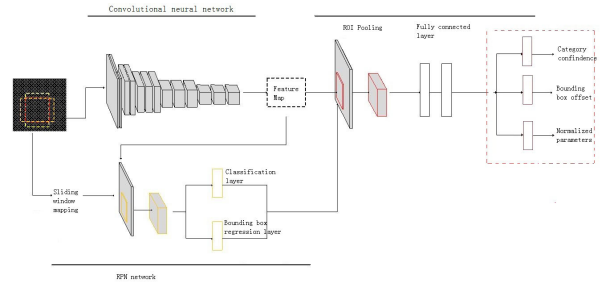 Convolutional neural network
ROI Pooling
Fully connected
layer
Feature
Map
Category
confindence
Bounding
box offset
Normalized
parameters
Classification
layer
Sliding
window
mapping
Bounding box
regression layer
RPN network